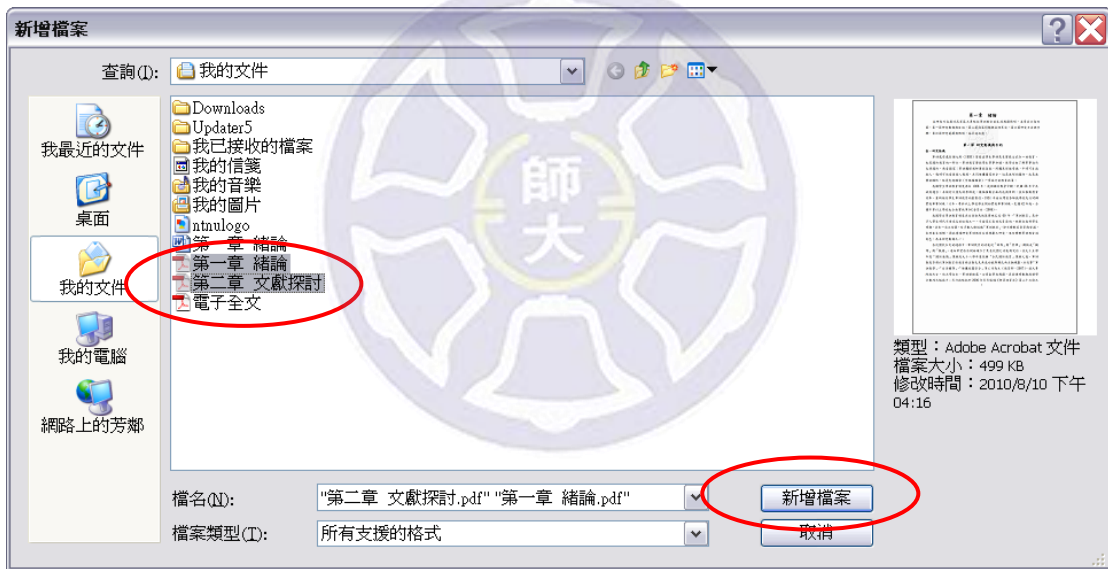 新增檔案
查詢(I): 我的文件
我最近的文件
桌面
我的文件
我的電腦
網路上的芳鄰
Downloads
Updater5
我已接收的檔案
我的信箋
我的音樂
我的圖片
ntnulogo
第一章 緒論
第一章 緒論
第二章 文獻探討
電子全文
師大
第一章 緒論
類型：Adobe Acrobat 文件
檔案大小：499 KB
修改時間：2010/8/10 下午
04:16
檔名(N): "第二章 文獻探討.pdf" "第一章 緒論.pdf"
新增檔案
檔案類型(T): 所有支援的格式
取消